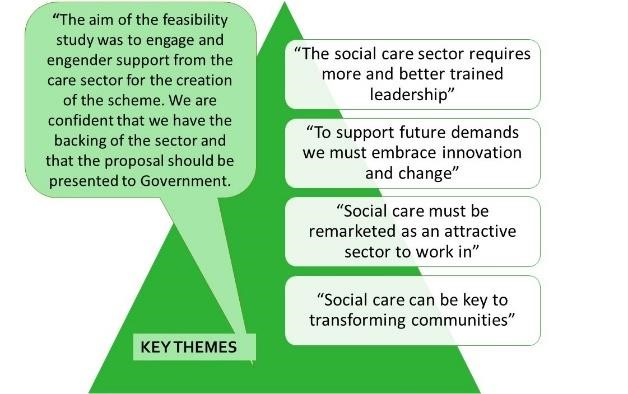 “The aim of the feasibility
study was to engage and
engender support from the
care sector for the creation
of the scheme. We are
confident that we have the
backing of the sector and
that the proposal should be
presented to Government.
“The social care sector requires
more and better trained
leadership”
“To support future demands
we must embrace innovation
and change”
“Social care must be
remarketed as an attractive
sector to work in”
“Social care can be key to
transforming communities”
KEY THEMES